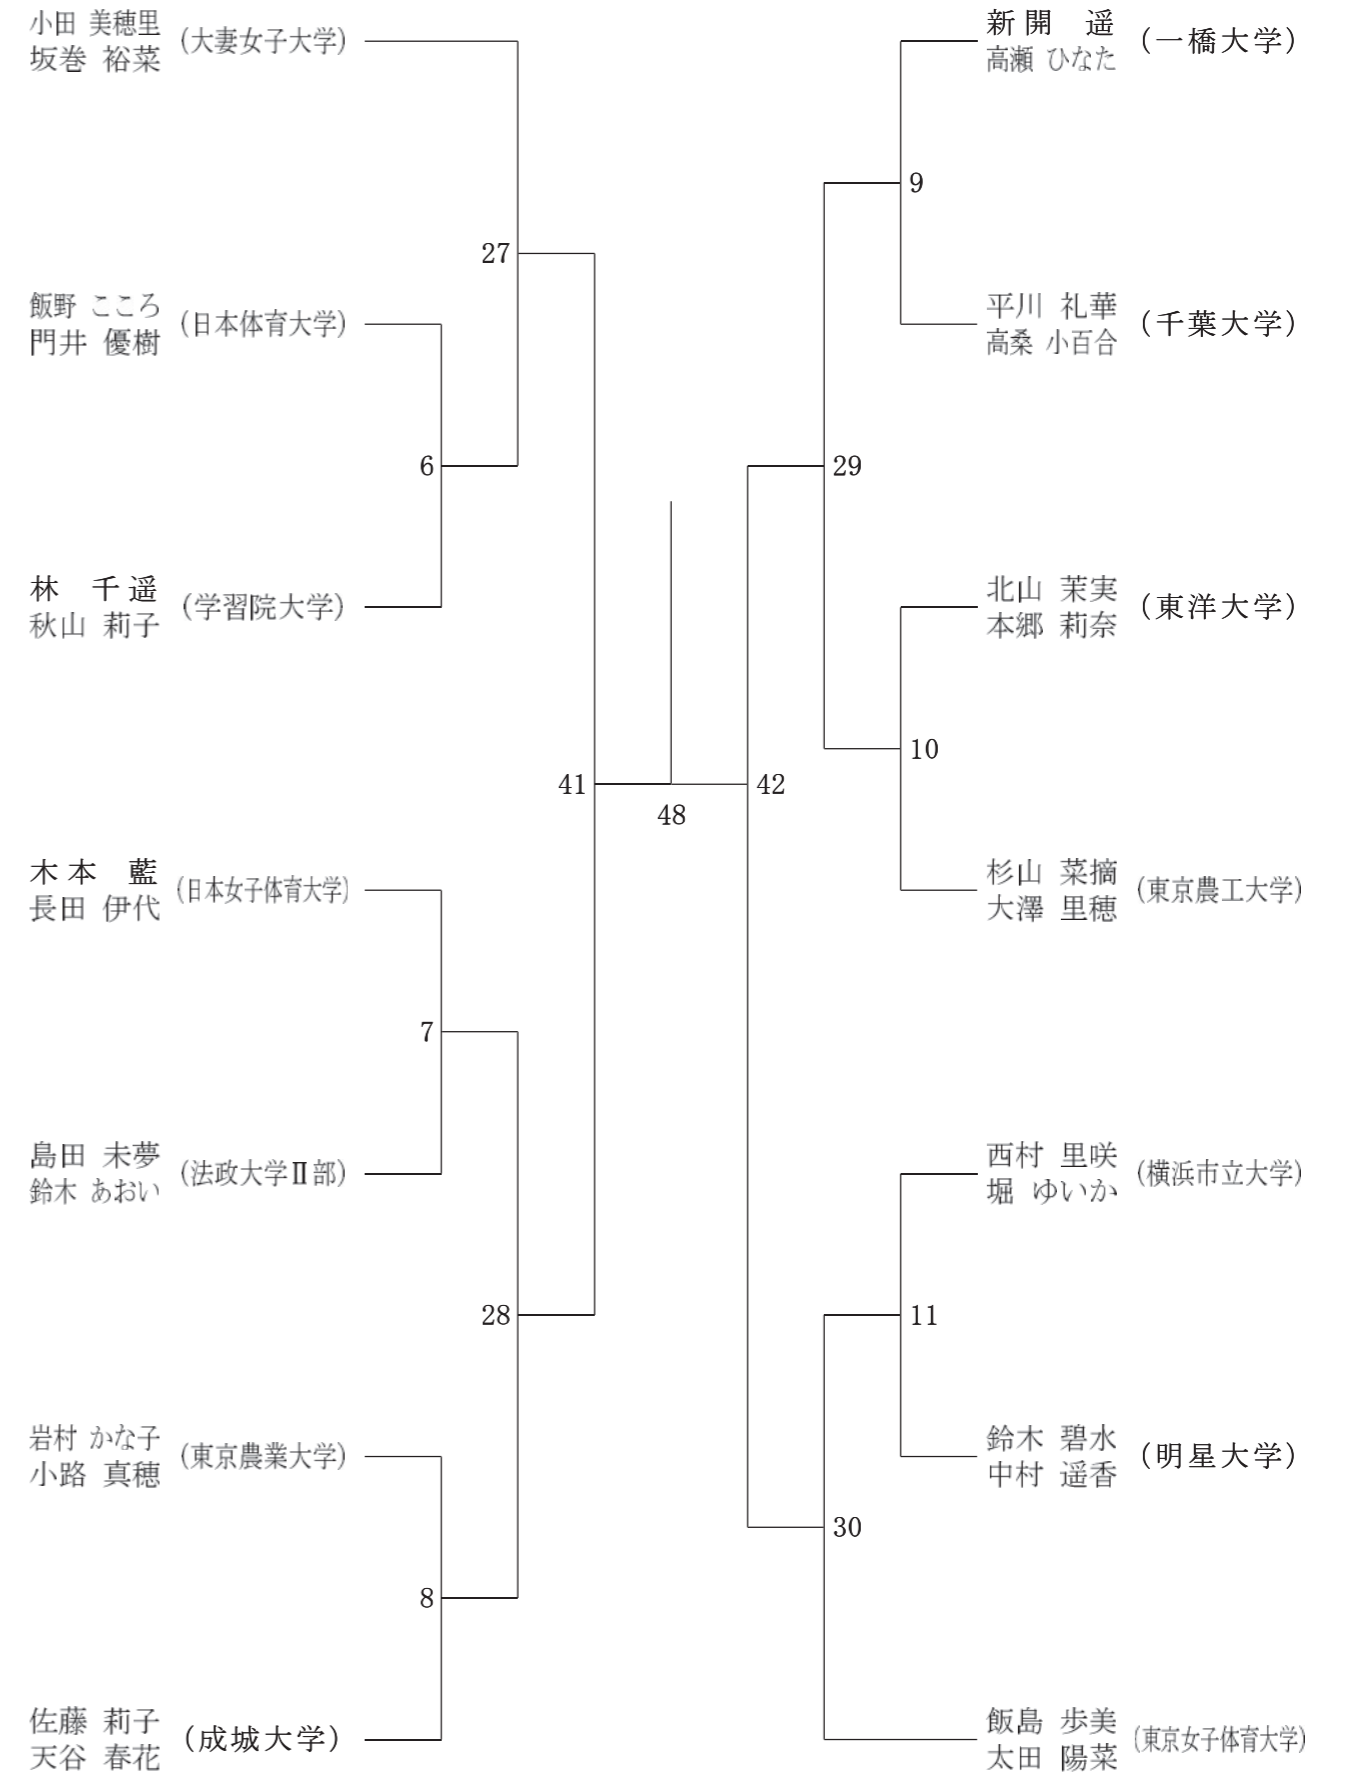 小田 美穂里
坂巻 裕菜
(大妻女子大学)
27
飯野 こころ
門井 優樹
(日本体育大学)
6
林 千遥
秋山 莉子
(学習院大学)
41
木本 藍
長田 伊代
(日本女子体育大学)
7
島田 未夢
鈴木 あおい
(法政大学Ⅱ部)
28
岩村 かな子
小路 真穂
(東京農業大学)
8
佐藤 莉子
天谷 春花
(成城大学)
48
新開 遥
高瀬 ひなた
(一橋大学)
9
平川 礼華
高桑 小百合
(千葉大学)
29
北山 茉実
本郷 莉奈
(東洋大学)
10
杉山 菜摘
大澤 里穂
(東京農工大学)
42
西村 里咲
堀 ゆいか
(横浜市立大学)
11
鈴木 碧水
中村 遥香
(明星大学)
30
飯島 歩美
太田 陽菜
(東京女子体育大学)